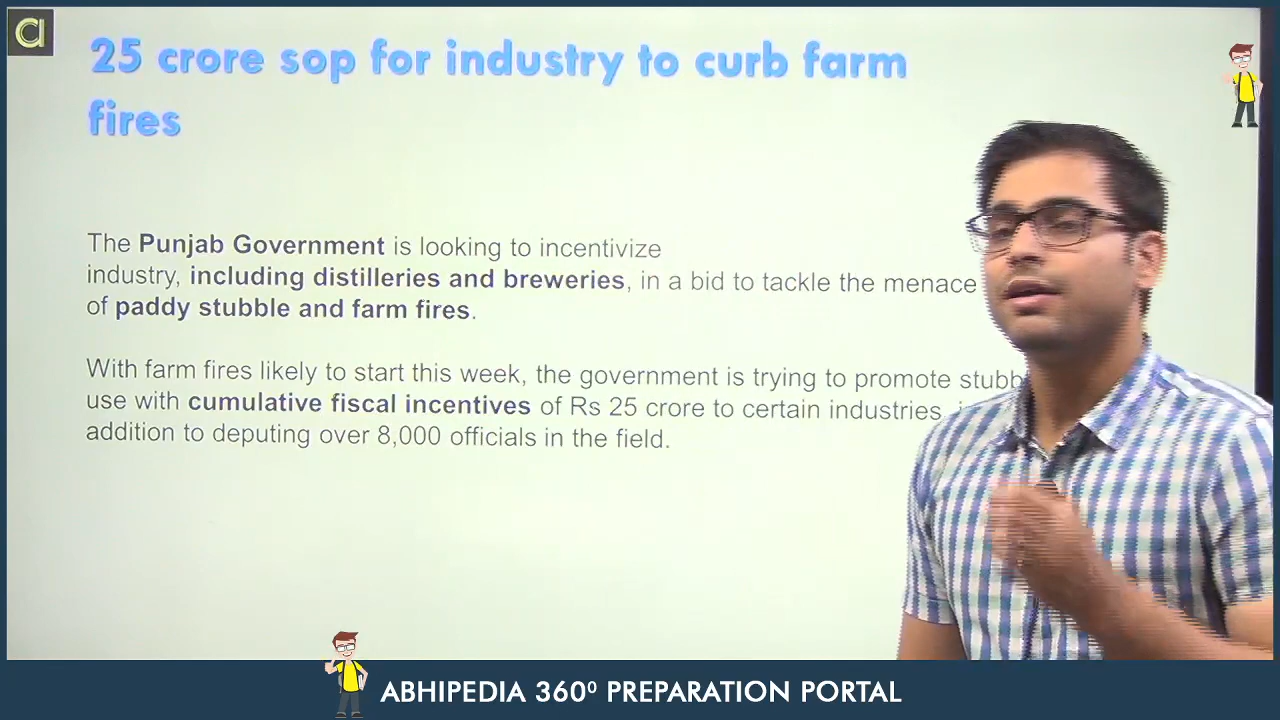 a
25 crore sop for industry to curb farm
fires
The Punjab Government is looking to incentivize
industry, including distilleries and breweries, in a bid to tackle the menace
of paddy stubble and farm fires.
With farm fires likely to start this week, the government is trying to promote
use with cumulative fiscal incentives of Rs 25 crore to certain industries,
addition to deputing over 8,000 officials in the field.
ABHIPEDIA 360⁰ PREPARATION PORTAL